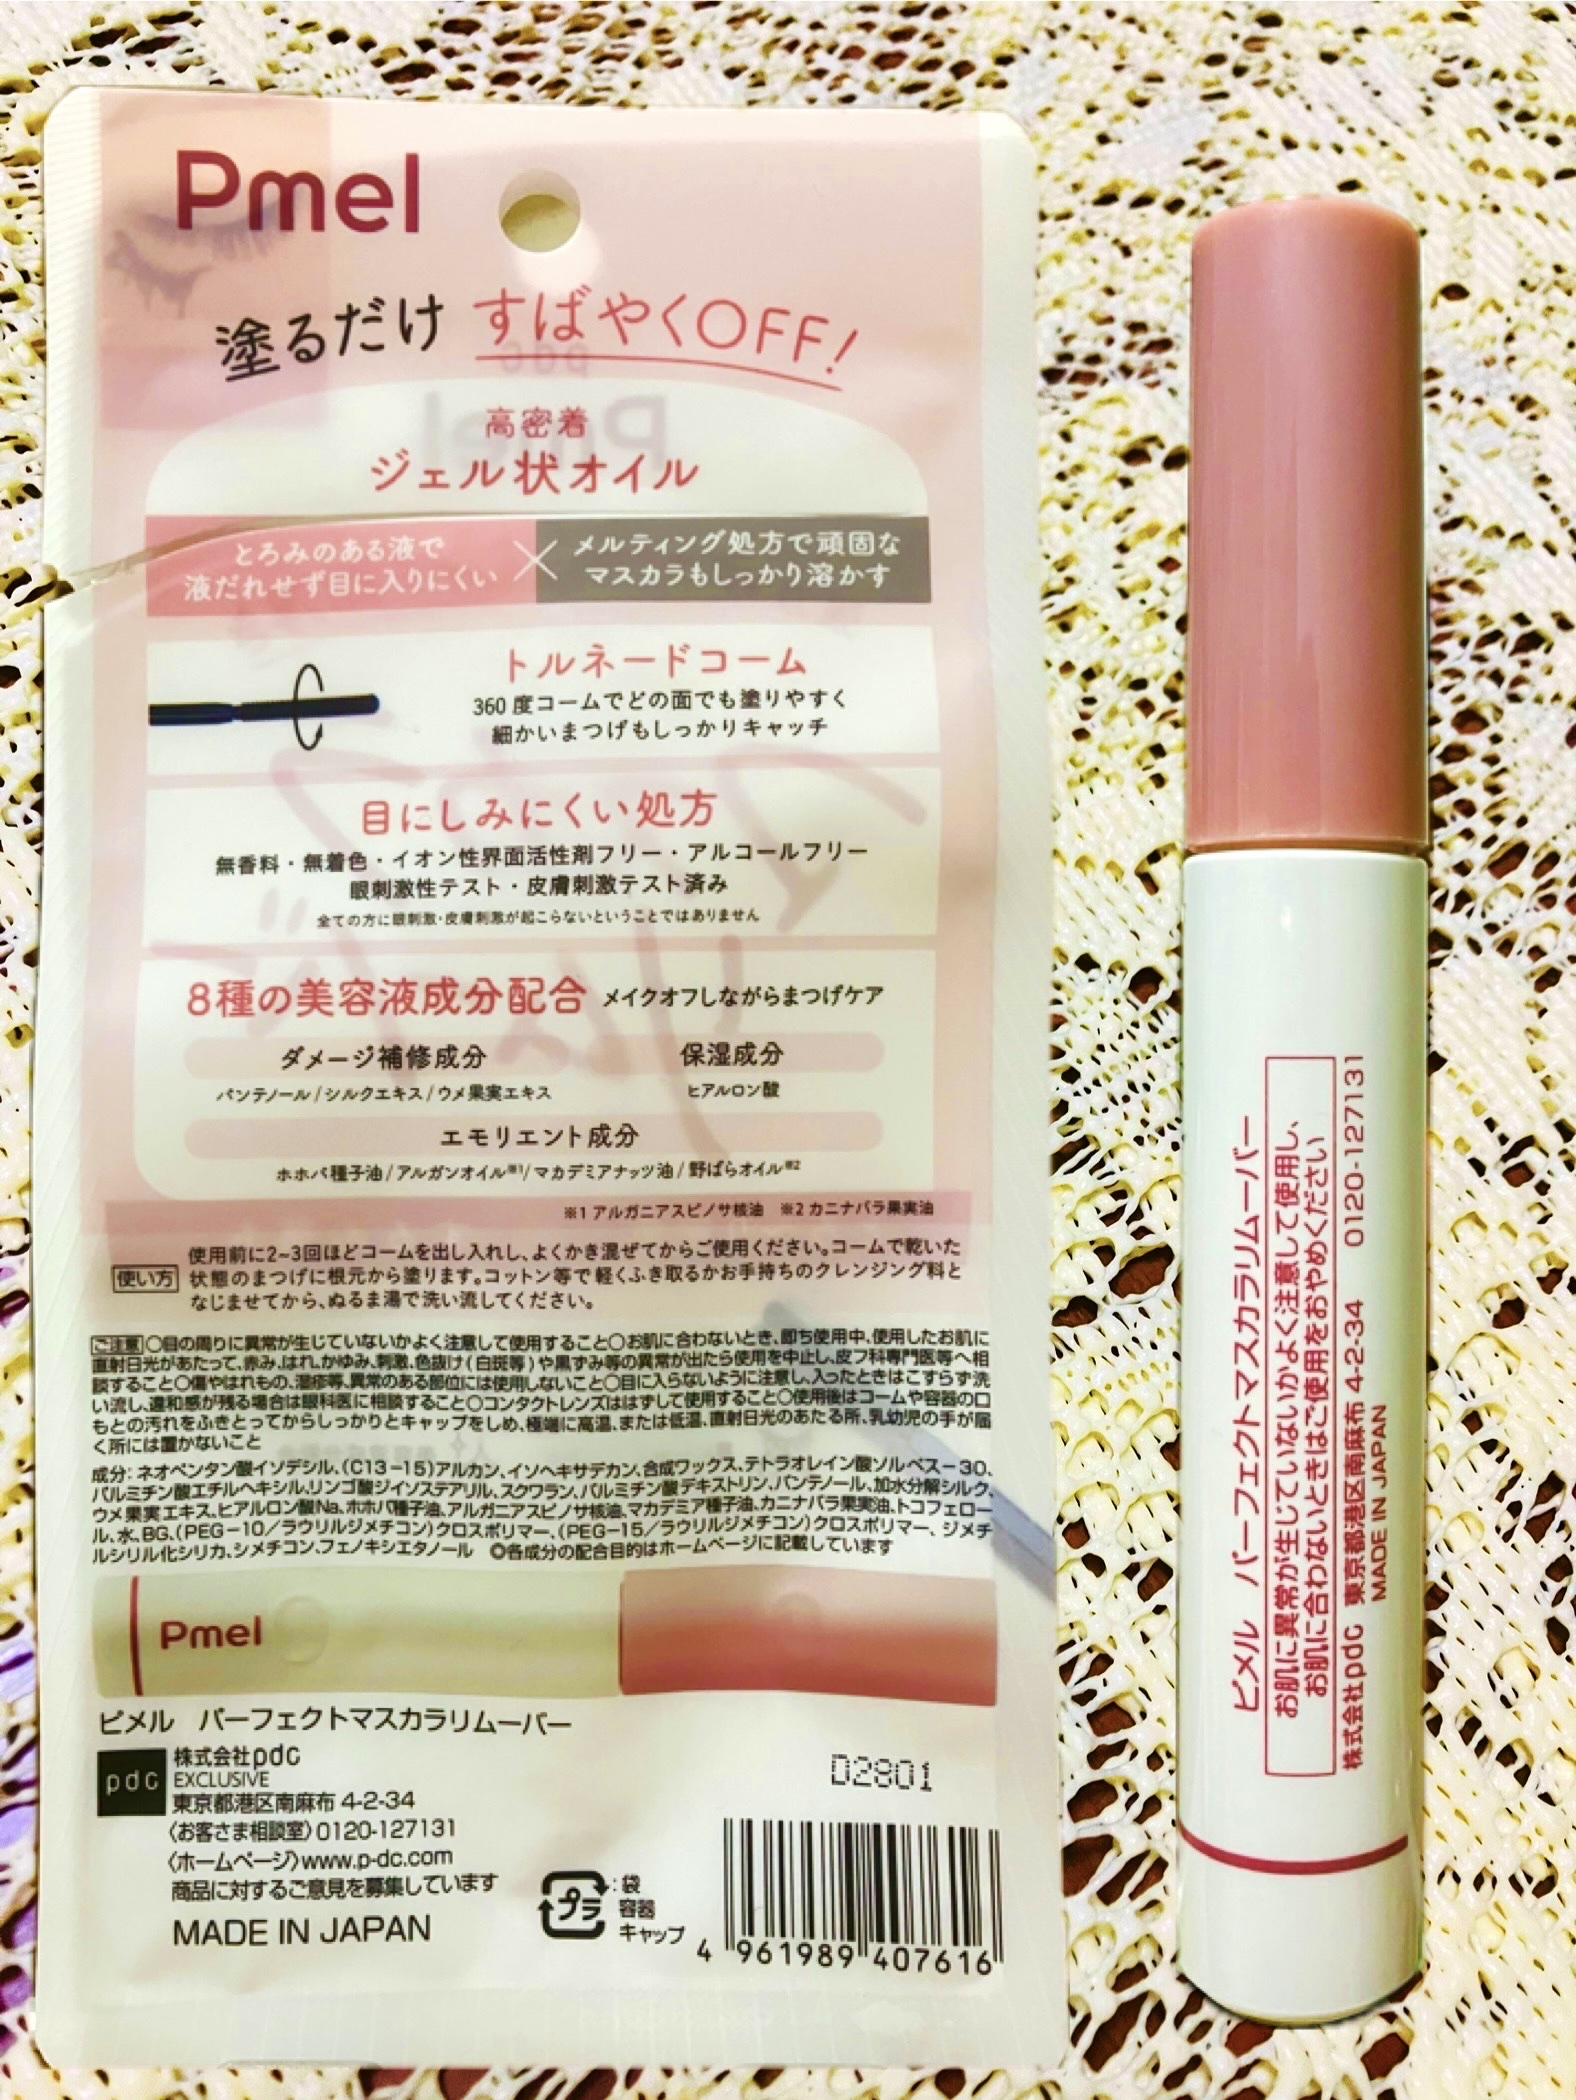 Pmel
塗るだけ すばやくOFF!
高密着
ジェル状オイル
とろみのある液で
液だれせず目に入りにくい
×
メルティング処方で頑固な
マスカラもしっかり溶かす
トルネードコーム
360度コームでどの面でも塗りやすく
細かいまつげもしっかりキャッチ
目にしみにくい処方
無香料・無着色・イオン性界面活性剤フリー・アルコールフリー
眼刺激性テスト・皮膚刺激テスト済み
全ての方に眼刺激・皮膚刺激が起こらないということではありません
8種の美容液成分配合 メイクオフしながらまつげケア
ダメージ補修成分
パンテノール/シルクエキス/ウメ果実エキス
保湿成分
ヒアルロン酸
エモリエント成分
ホホバ種子油/アルガンオイル※1/マカデミアナッツ油/野ばらオイル※2
※1 アルガニアスピノサ核油 ※2 カニナバラ果実油
使い方
使用前に2~3回ほどコームを出し入れし、よくかき混ぜてからご使用ください。コームで乾いた
状態のまつげに根元から塗ります。コットン等で軽くふき取るかお手持ちのクレンジング料と
なじませてから、ぬるま湯で洗い流してください。
ご注意 ○目の周りに異常が生じていないかよく注意して使用すること○お肌に合わないとき、即ち使用中、使用したお肌に
直射日光があたって、赤み、はれ、かゆみ、刺激、色抜け(白斑等)や黒ずみ等の異常が出たら使用を中止し、皮フ科専門医等へ相
談すること○傷やはれもの、湿疹等、異常のある部位には使用しないこと○目に入らないように注意し、入ったときはこすらず洗
い流し、違和感が残る場合は眼科医に相談すること○コンタクトレンズははずして使用すること○使用後はコームや容器の口
もとの汚れをふきとってからしっかりとキャップをしめ、極端に高温、または低温、直射日光のあたる所、乳幼児の手が届
く所には置かないこと
成分：ネオペンタン酸イソデシル、(C13-15)アルカン、イソヘキサデカン、合成ワックス、テトラオレイン酸ソルベス-30、
パルミチン酸エチルヘキシル、リンゴ酸ジイソステアリル、スクワラン、パルミチン酸デキストリン、パンテノール、加水分解シルク、
ウメ果実エキス、ヒアルロン酸Na、ホホバ種子油、アルガニアスピノサ核油、マカデミア種子油、カニナバラ果実油、トコフェロー
ル、水、BG、(PEG-10/ラウリルジメチコン)クロスポリマー、(PEG-15/ラウリルジメチコン)クロスポリマー、ジメチ
ルシリル化シリカ、シメチコン、フェノキシエタノール ◎各成分の配合目的はホームページに記載しています
Pmel
ピメル パーフェクトマスカラリムーバー
pdc
株式会社pdc
EXCLUSIVE
東京都港区南麻布 4-2-34
〈お客さま相談室〉0120-127131
〈ホームページ〉www.p-dc.com
商品に対するご意見を募集しています
MADE IN JAPAN
プラ
：袋
容器
キャップ
D2801
4 961989 407616
ピメル パーフェクトマスカラリムーバー
お肌に異常が生じていないかよく注意して使用し、
お肌に合わないときはご使用をおやめください
株式会社pdc 東京都港区南麻布 4-2-34 0120-127131
MADE IN JAPAN